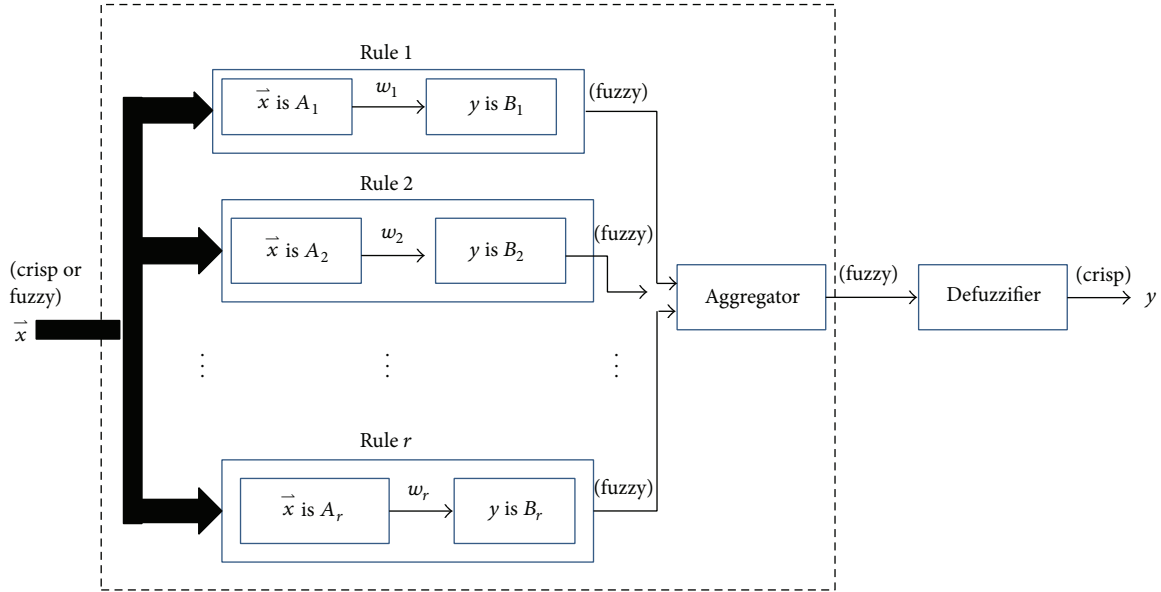 Rule 1
x⃗ is A₁
w₁
y is B₁
(fuzzy)
Rule 2
x⃗ is A₂
w₂
y is B₂
(fuzzy)
(crisp or
fuzzy)
x⃗
Aggregator
(fuzzy)
Defuzzifier
(crisp)
y
Rule r
x⃗ is Aᵣ
wᵣ
y is Bᵣ
(fuzzy)